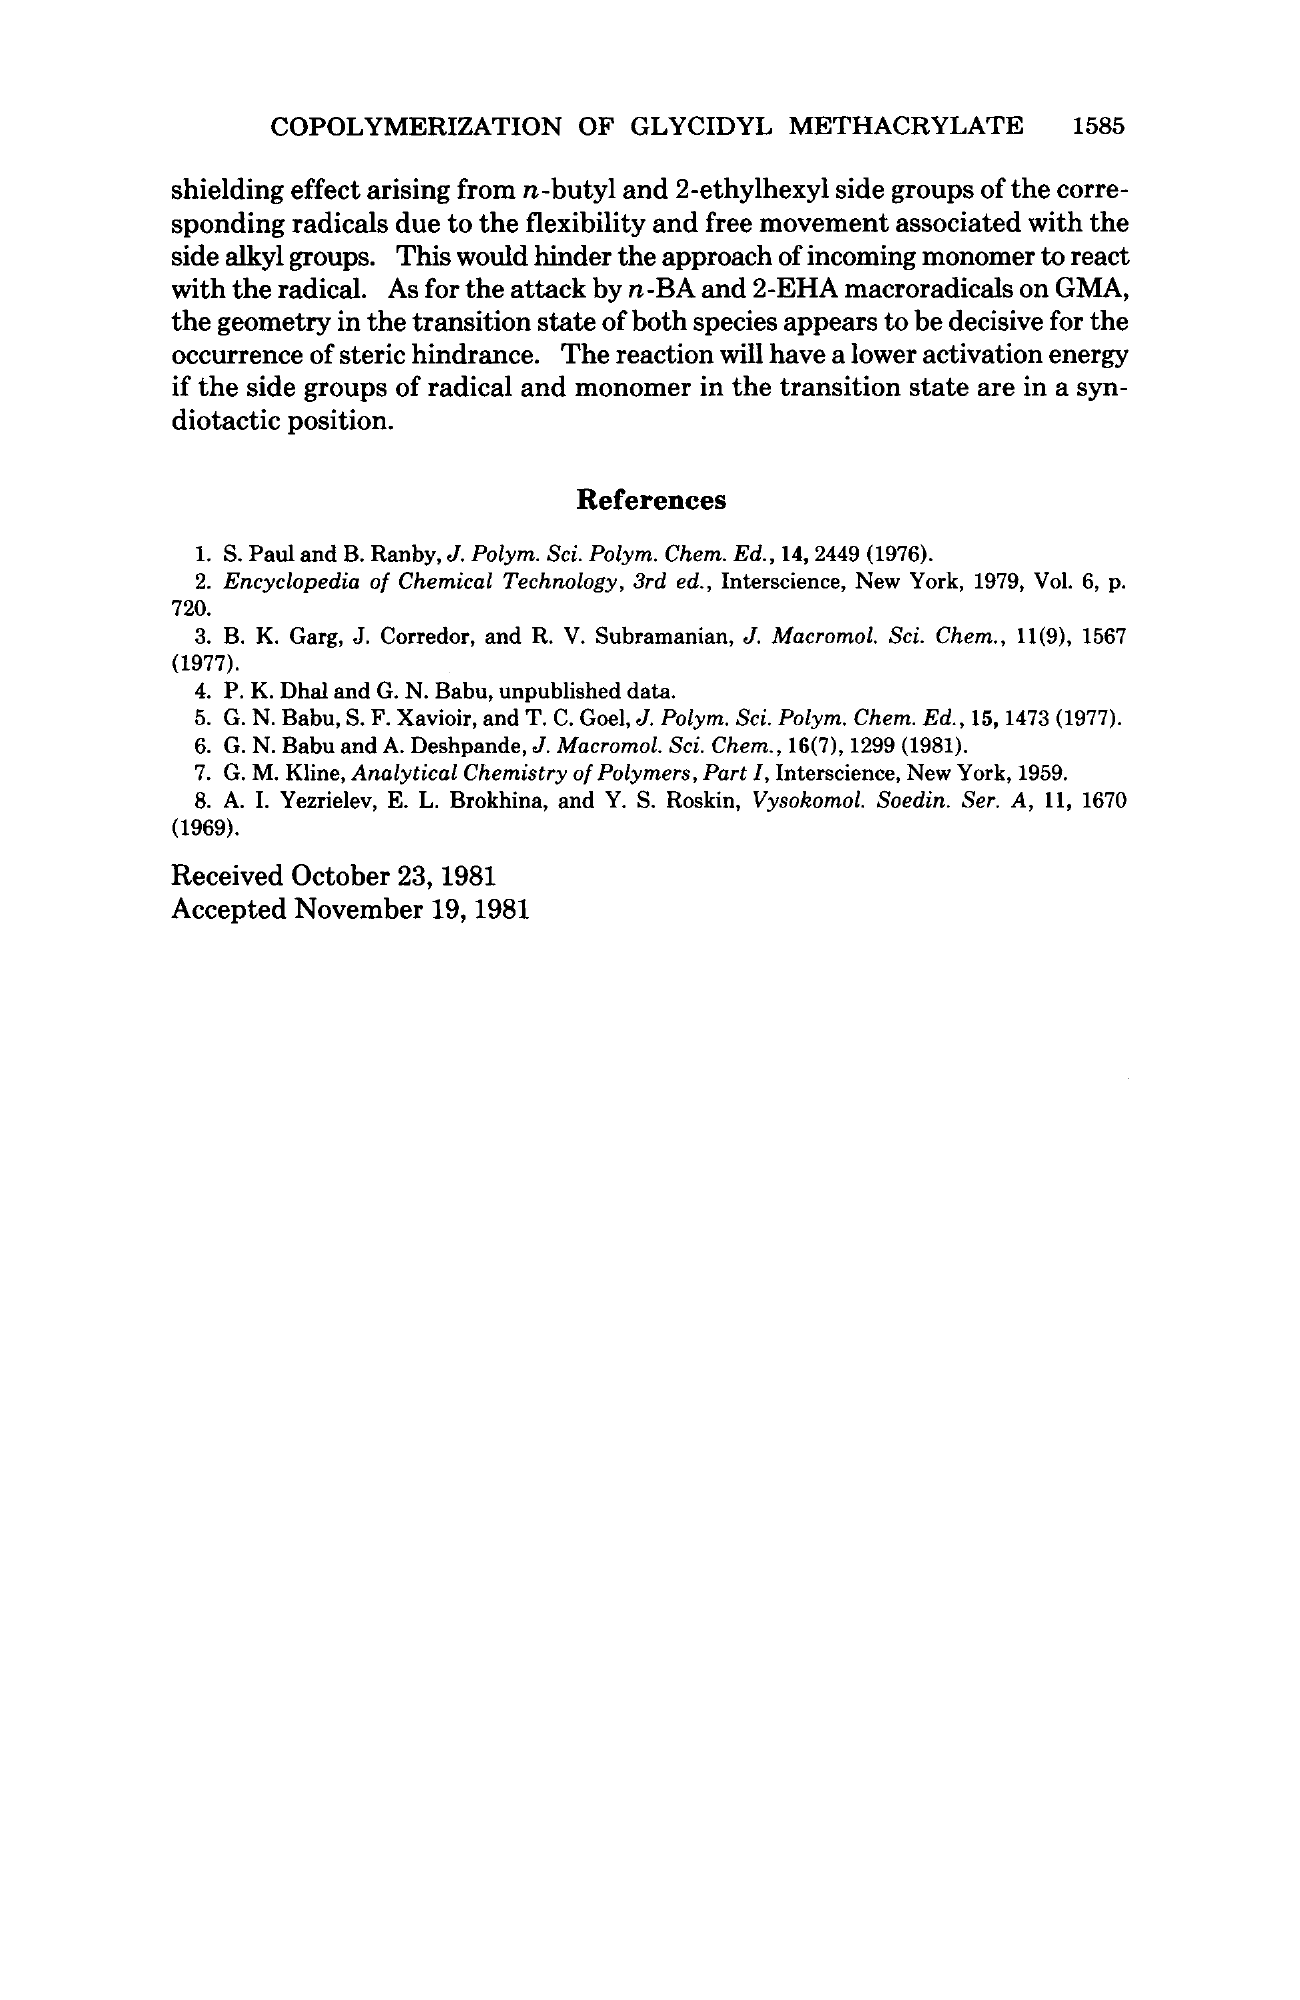 COPOLYMERIZATION OF GLYCIDYL METHACRYLATE 1585
shielding effect arising from n-butyl and 2-ethylhexyl side groups of the corre-
sponding radicals due to the flexibility and free movement associated with the
side alkyl groups. This would hinder the approach of incoming monomer to react
with the radical. As for the attack by n-BA and 2-EHA macroradicals on GMA,
the geometry in the transition state of both species appears to be decisive for the
occurrence of steric hindrance. The reaction will have a lower activation energy
if the side groups of radical and monomer in the transition state are in a syn-
diotactic position.
References
1. S. Paul and B. Ranby, J. Polym. Sci. Polym. Chem. Ed., 14, 2449 (1976).
2. Encyclopedia of Chemical Technology, 3rd ed., Interscience, New York, 1979, Vol. 6, p.
720.
3. B. K. Garg, J. Corredor, and R. V. Subramanian, J. Macromol. Sci. Chem., 11(9), 1567
(1977).
4. P. K. Dhal and G. N. Babu, unpublished data.
5. G. N. Babu, S. F. Xavioir, and T. C. Goel, J. Polym. Sci. Polym. Chem. Ed., 15, 1473 (1977).
6. G. N. Babu and A. Deshpande, J. Macromol. Sci. Chem., 16(7), 1299 (1981).
7. G. M. Kline, Analytical Chemistry of Polymers, Part I, Interscience, New York, 1959.
8. A. I. Yezrielev, E. L. Brokhina, and Y. S. Roskin, Vysokomol. Soedin. Ser. A, 11, 1670
(1969).
Received October 23, 1981
Accepted November 19, 1981